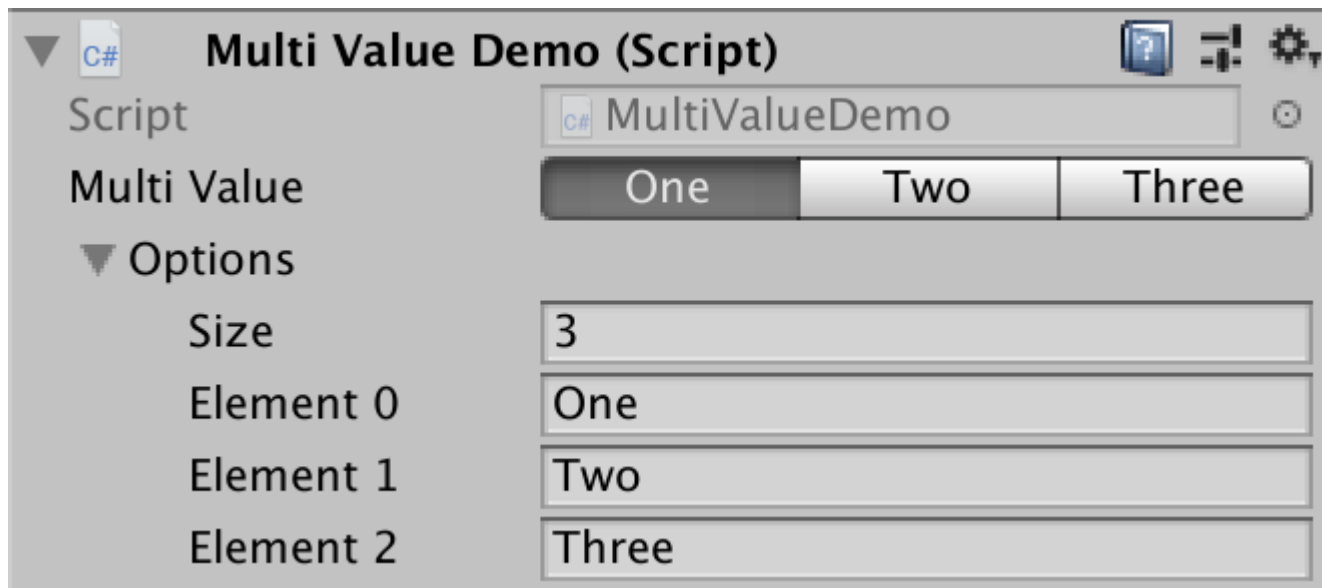 C# Multi Value Demo (Script) ?
Script C# MultiValueDemo
Multi Value One Two Three
Options
Size 3
Element 0 One
Element 1 Two
Element 2 Three